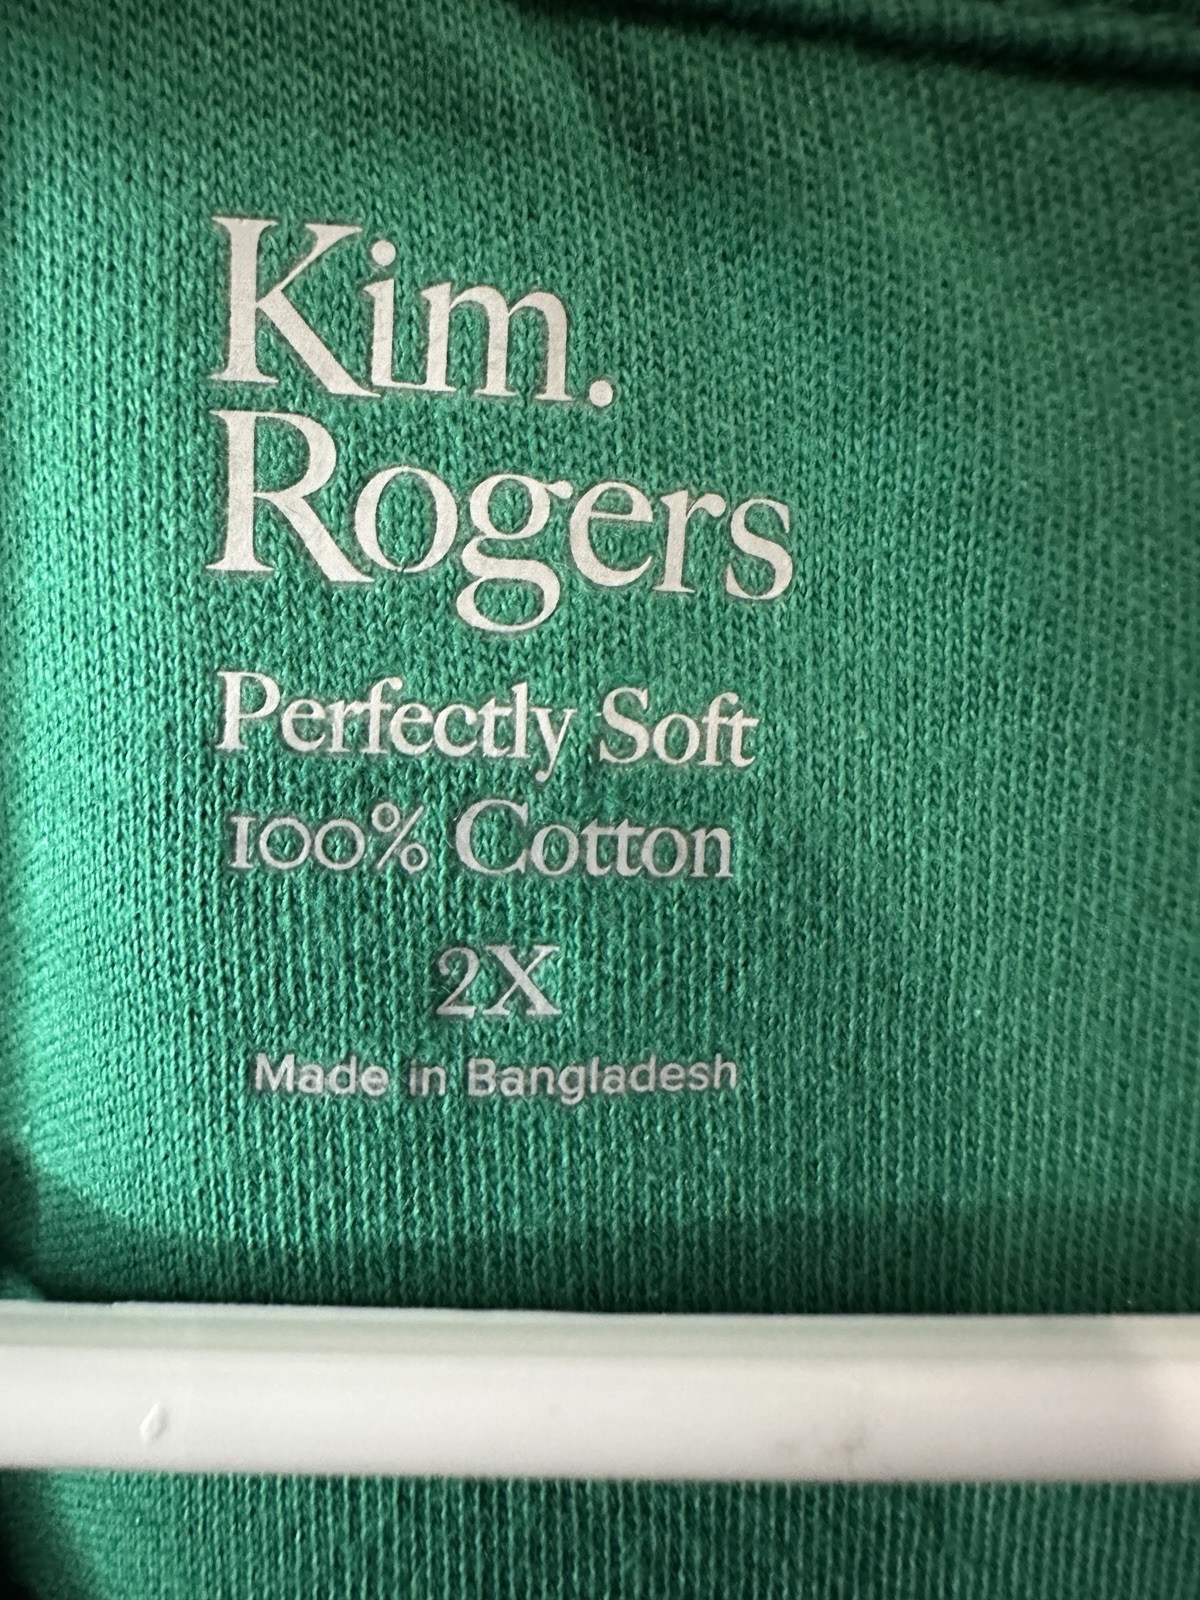 Kim.
Rogers
Perfectly Soft
100% Cotton
2X
Made in Bangladesh